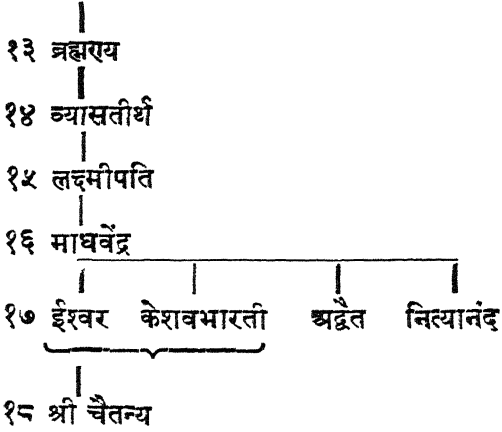 १३ ब्रह्मण्य
१४ व्यासतीर्थ
१५ लक्ष्मीपति
१६ माधवेंद्र
१७ ईश्वर केशवभारती अद्वैत नित्यानंद
१८ श्री चैतन्य